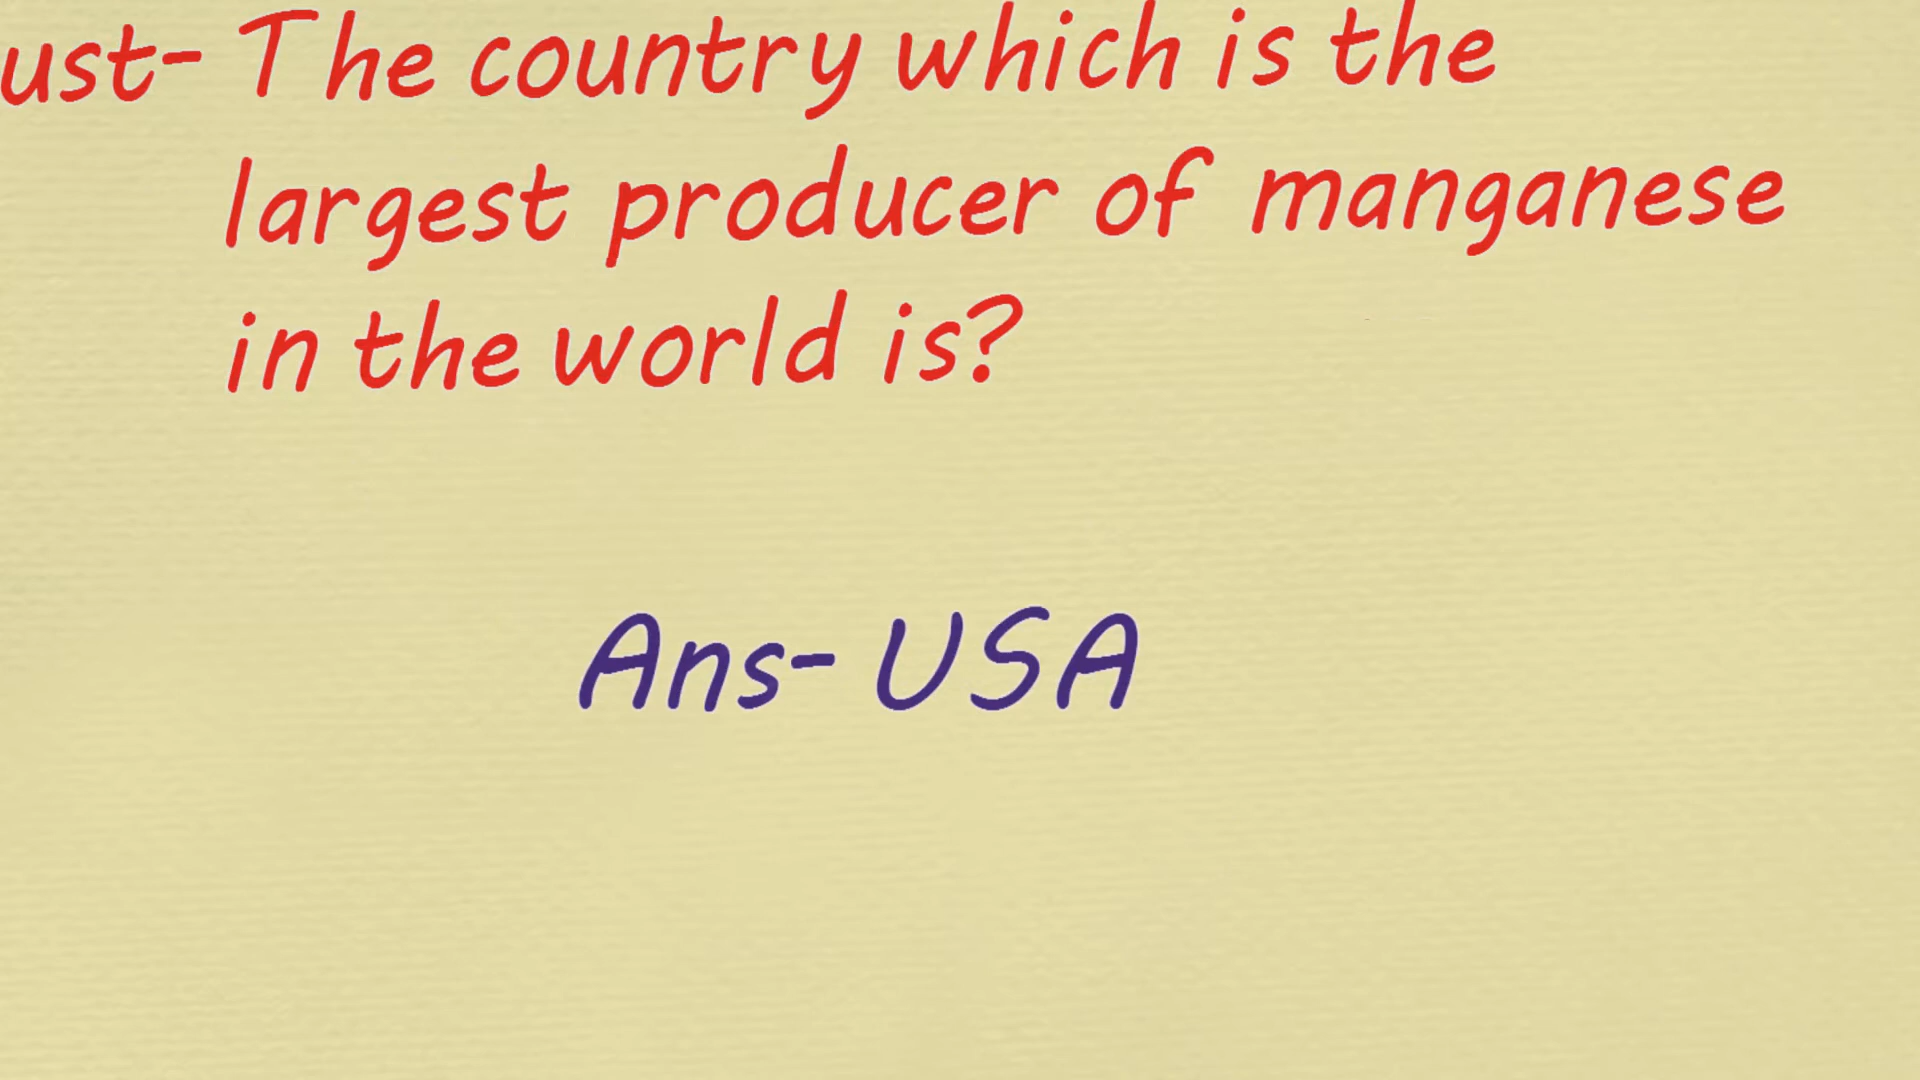 ust- The country which is the
largest producer of manganese
in the world is?
Ans- USA